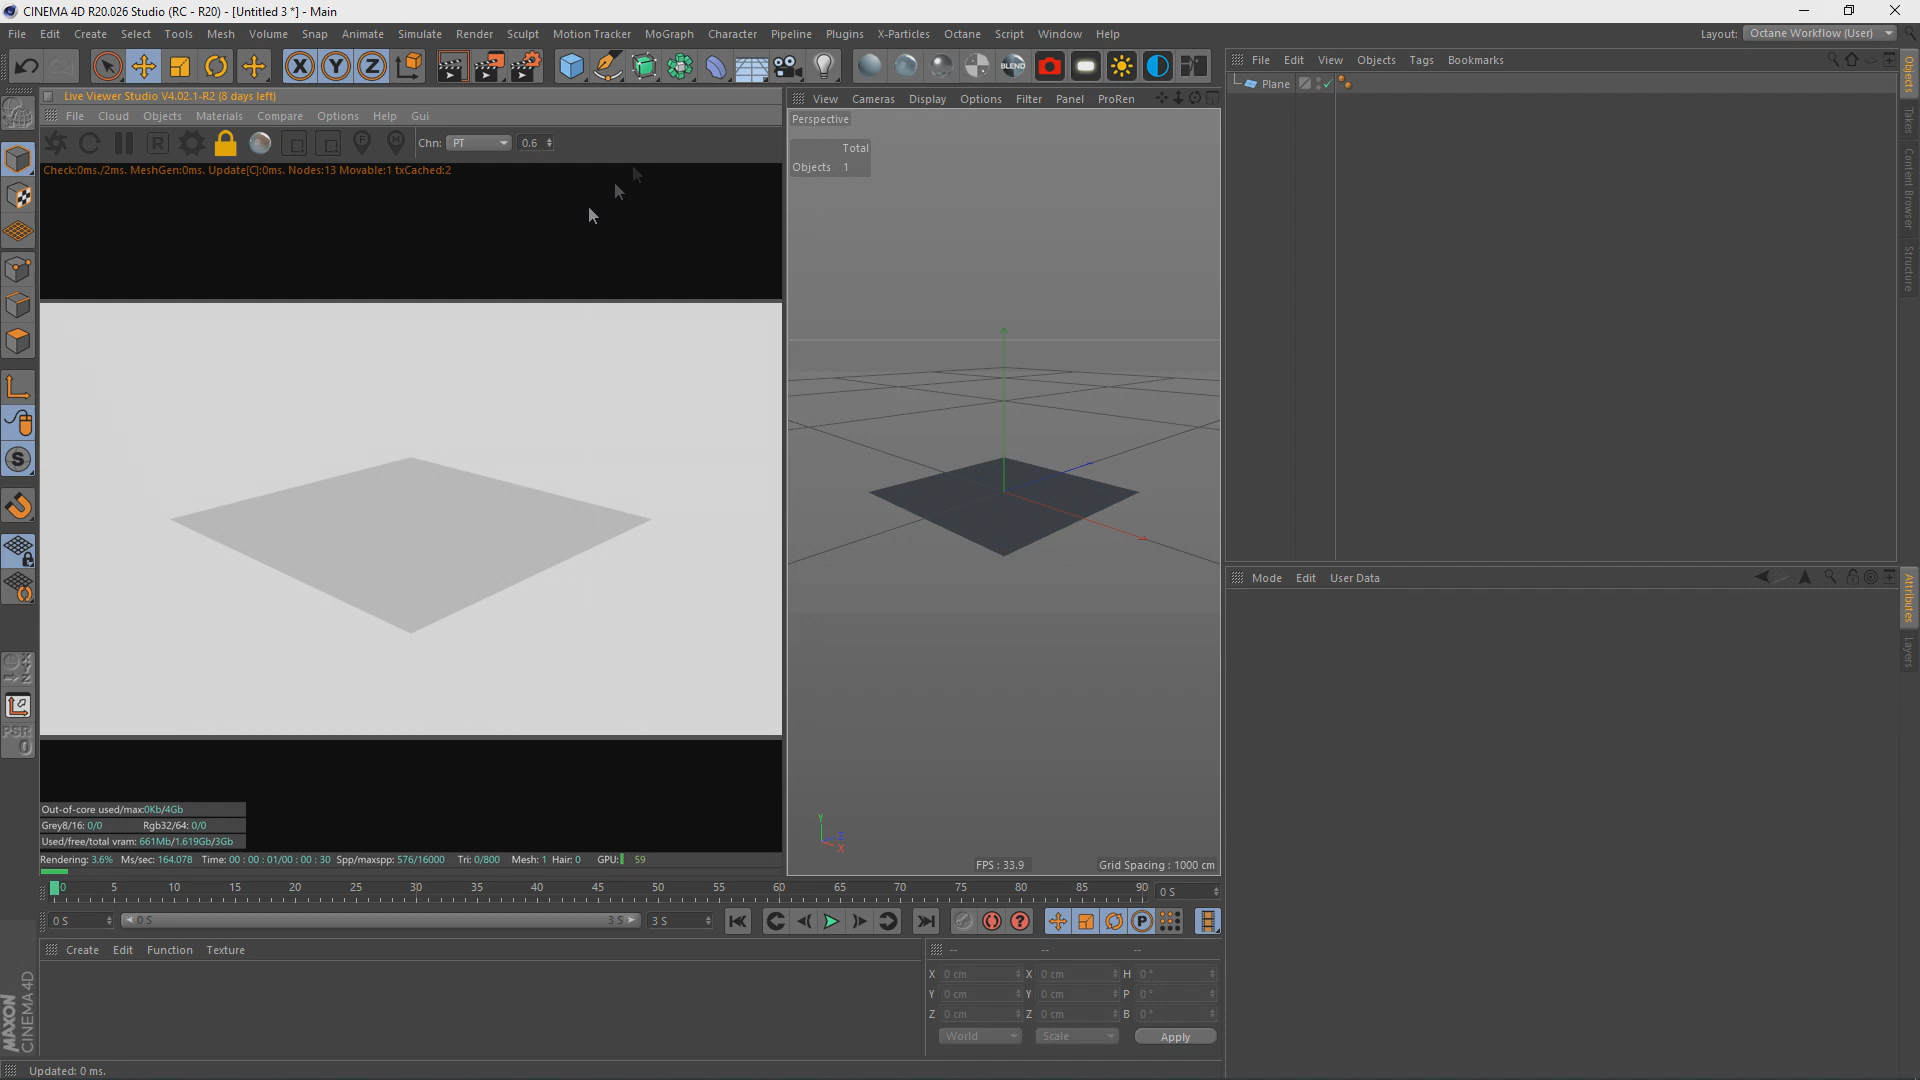 CINEMA 4D R20.026 Studio (RC - R20) - [Untitled 3 *] - Main
File Edit Create Select Tools Mesh Volume Snap Animate Simulate Render Sculpt Motion Tracker MoGraph Character Pipeline Plugins X-Particles Octane Script Window Help
Layout: Octane Workflow (User)
X Y Z
BLEND
File Edit View Objects Tags Bookmarks
Plane
Objects
Takes
Content Browser
Structure
Live Viewer Studio V4.02.1-R2 (8 days left)
File Cloud Objects Materials Compare Options Help Gui
R F M Chn: PT 0.6
Check:0ms./2ms. MeshGen:0ms. Update[C]:0ms. Nodes:13 Movable:1 txCached:2
View Cameras Display Options Filter Panel ProRen
Perspective
Total
Objects 1
Mode Edit User Data
Attributes
Layers
S
PSR
0
Y
Z
X
FPS : 33.9
Grid Spacing : 1000 cm
Out-of-core used/max:0Kb/4Gb
Grey8/16: 0/0 Rgb32/64: 0/0
Used/free/total vram: 661Mb/1.619Gb/3Gb
Rendering: 3.6% Ms/sec: 164.078 Time: 00 : 00 : 01/00 : 00 : 30 Spp/maxspp: 576/16000 Tri: 0/800 Mesh: 1 Hair: 0 GPU: 59
0 5 10 15 20 25 30 35 40 45 50 55 60 65 70 75 80 85 90 0 S
0 S 0 S 3 S 3 S
? P
Create Edit Function Texture
-- -- --
X 0 cm X 0 cm H 0 °
Y 0 cm Y 0 cm P 0 °
Z 0 cm Z 0 cm B 0 °
World Scale Apply
MAXON
CINEMA 4D
Updated: 0 ms.